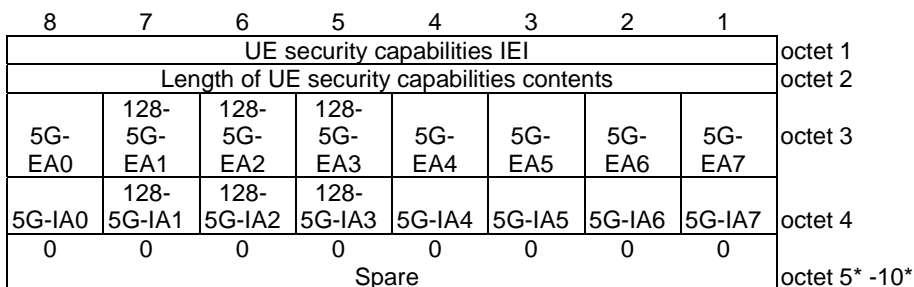 8 7 6 5 4 3 2 1
UE security capabilities IEI octet 1
Length of UE security capabilities contents octet 2
128- 128- 128-
5G- 5G- 5G- 5G- 5G- 5G- 5G- 5G- octet 3
EA0 EA1 EA2 EA3 EA4 EA5 EA6 EA7
128- 128- 128-
5G-IA0 5G-IA1 5G-IA2 5G-IA3 5G-IA4 5G-IA5 5G-IA6 5G-IA7 octet 4
0 0 0 0 0 0 0 0
Spare octet 5* -10*